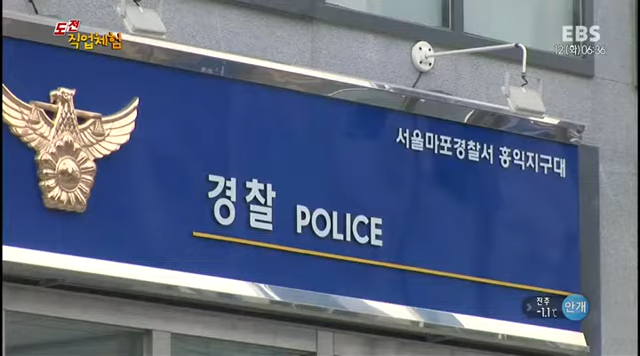 도전
직업체험
EBS
12(화)06:36
서울마포경찰서 홍익지구대
경찰 POLICE
진주
-1.1℃
안개